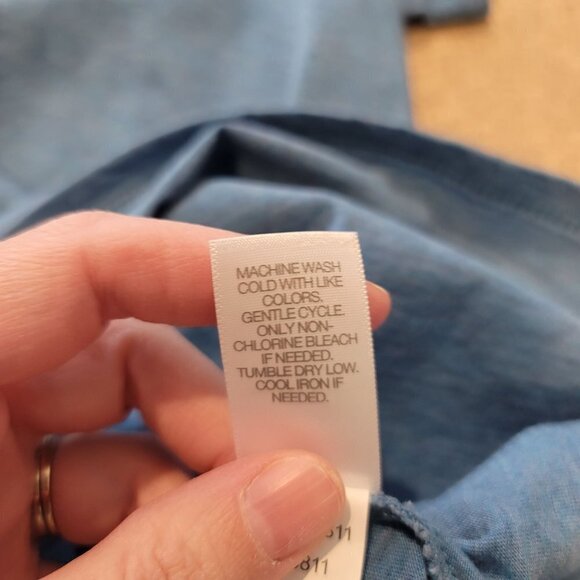 MACHINE WASH
COLD WITH LIKE
COLORS.
GENTLE CYCLE.
ONLY NON-
CHLORINE BLEACH
IF NEEDED.
TUMBLE DRY LOW.
COOL IRON IF
NEEDED.